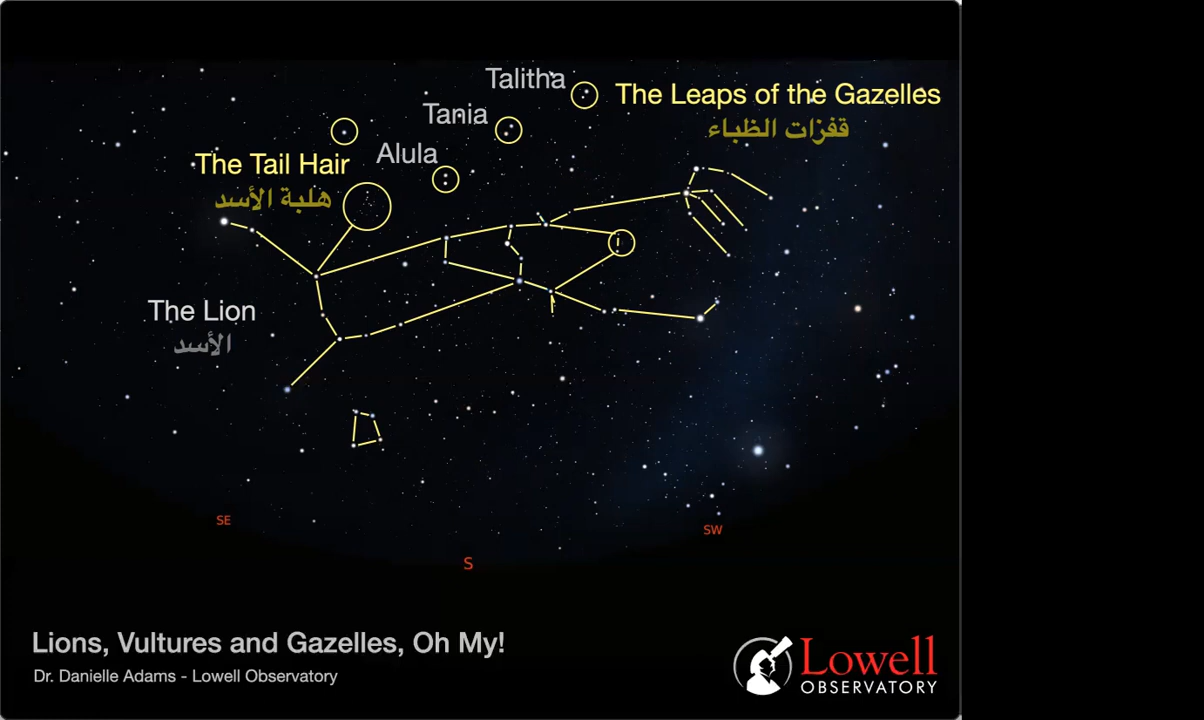 Talitha
The Leaps of the Gazelles
قفزات الظباء
Tania
Alula
The Tail Hair
هلبة الأسد
The Lion
الأسد
SE
SW
S
Lions, Vultures and Gazelles, Oh My!
Dr. Danielle Adams - Lowell Observatory
Lowell
OBSERVATORY